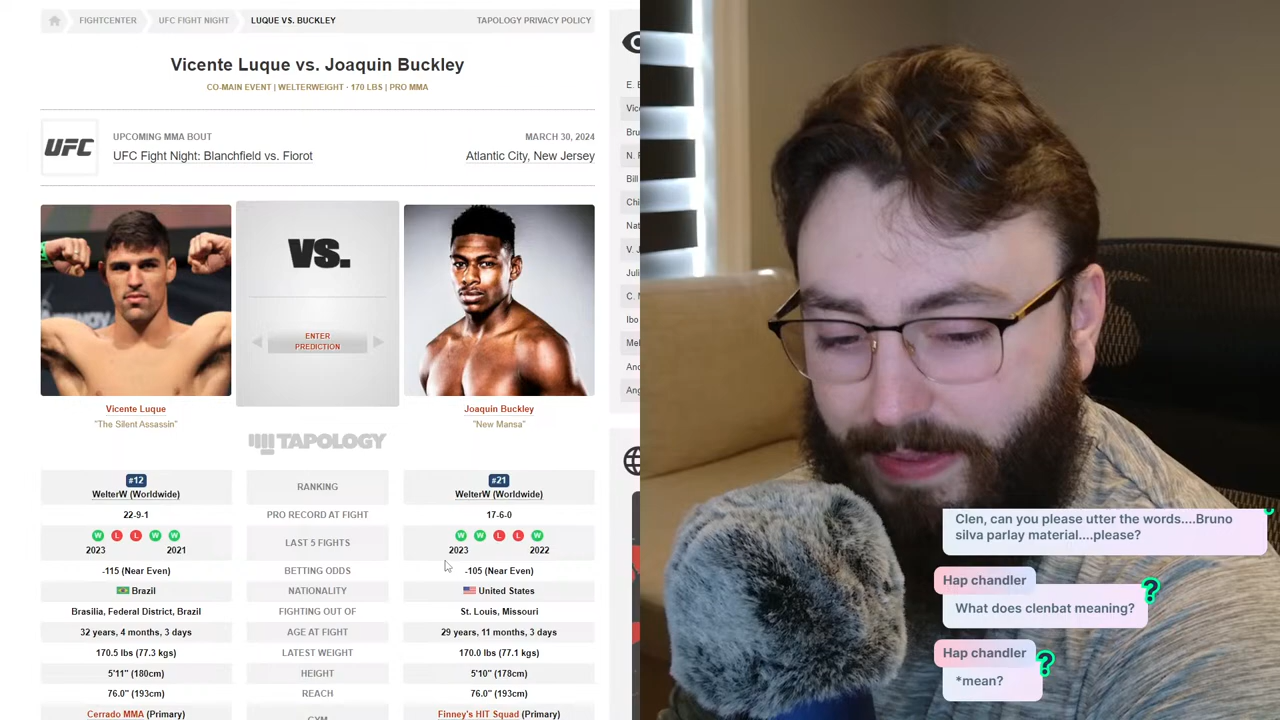 FIGHTCENTER UFC FIGHT NIGHT LUQUE VS. BUCKLEY TAPOLOGY PRIVACY POLICY
Vicente Luque vs. Joaquin Buckley
CO-MAIN EVENT | WELTERWEIGHT · 170 LBS | PRO MMA
UFC
UPCOMING MMA BOUT MARCH 30, 2024
UFC Fight Night: Blanchfield vs. Fiorot Atlantic City, New Jersey
VS.
ENTER
PREDICTION
Vicente Luque Joaquin Buckley
"The Silent Assassin" "New Mansa"
TAPOLOGY
#12 #21
WelterW (Worldwide) RANKING WelterW (Worldwide)
22-9-1 PRO RECORD AT FIGHT 17-6-0
W L L W W LAST 5 FIGHTS W W L L W
2023 2021 2023 2022
-115 (Near Even) BETTING ODDS -105 (Near Even)
Brazil NATIONALITY United States
Brasilia, Federal District, Brazil FIGHTING OUT OF St. Louis, Missouri
32 years, 4 months, 3 days AGE AT FIGHT 29 years, 11 months, 3 days
170.5 lbs (77.3 kgs) LATEST WEIGHT 170.0 lbs (77.1 kgs)
5'11" (180cm) HEIGHT 5'10" (178cm)
76.0" (193cm) REACH 76.0" (193cm)
Cerrado MMA (Primary) GYM Finney's HIT Squad (Primary)
Clen, can you please utter the words....Bruno
silva parlay material....please?
Hap chandler
What does clenbat meaning?
Hap chandler
*mean?